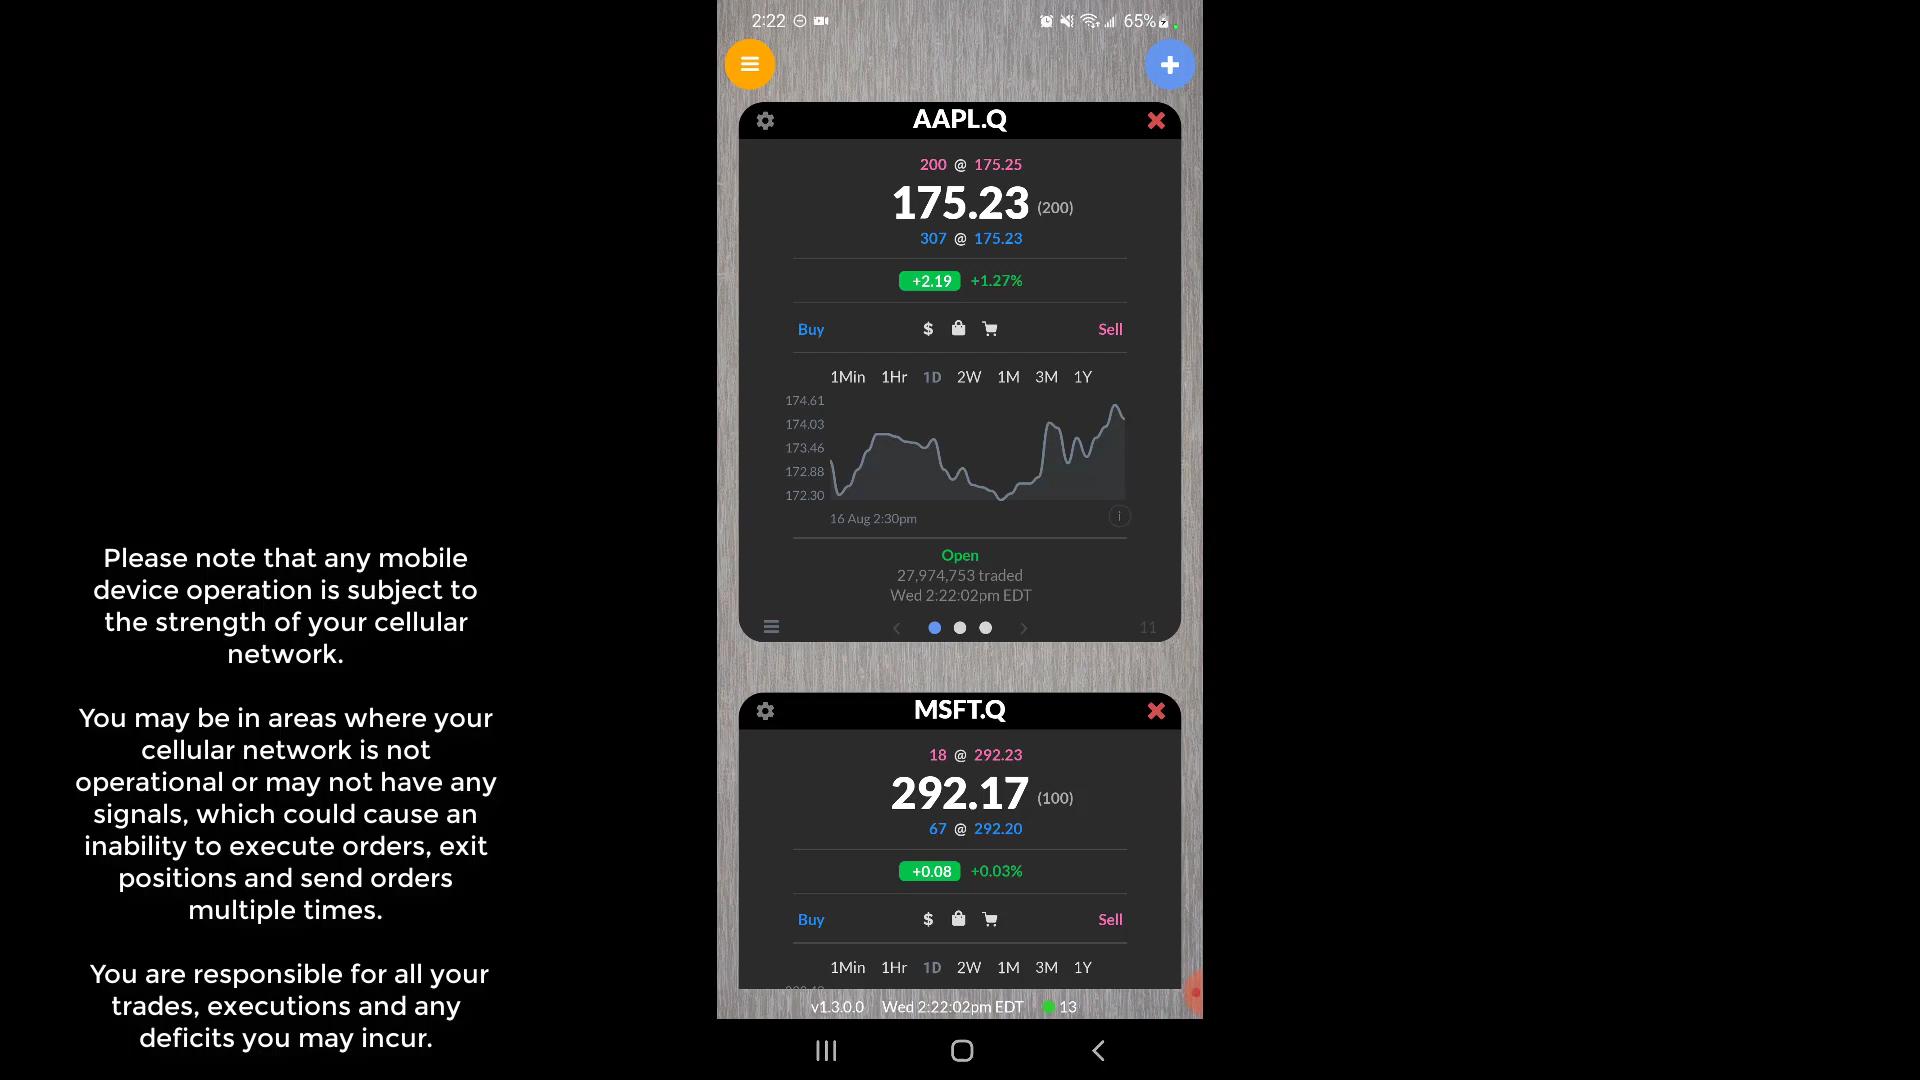 2:22
65%
AAPL.Q
200 @ 175.25
175.23 (200)
307 @ 175.23
+2.19 +1.27%
Buy $ Sell
1Min 1Hr 1D 2W 1M 3M 1Y
174.61
174.03
173.46
172.88
172.30
16 Aug 2:30pm
i
Open
27,974,753 traded
Wed 2:22:02pm EDT
11
MSFT.Q
18 @ 292.23
292.17 (100)
67 @ 292.20
+0.08 +0.03%
Buy $ Sell
1Min 1Hr 1D 2W 1M 3M 1Y
v1.3.0.0 Wed 2:22:02pm EDT 13
Please note that any mobile
device operation is subject to
the strength of your cellular
network.
You may be in areas where your
cellular network is not
operational or may not have any
signals, which could cause an
inability to execute orders, exit
positions and send orders
multiple times.
You are responsible for all your
trades, executions and any
deficits you may incur.